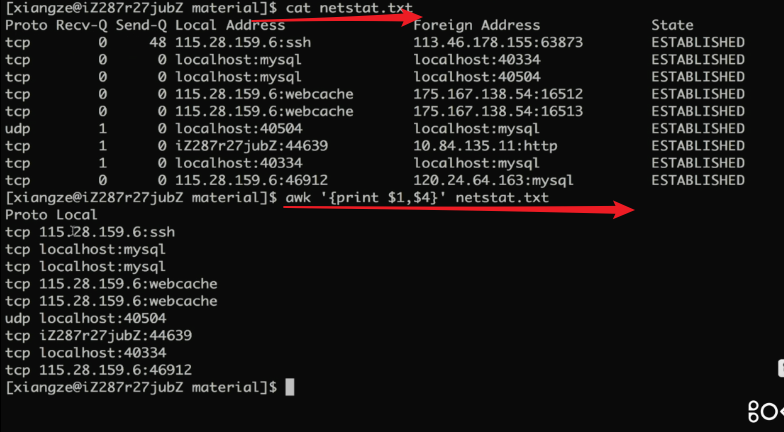 [xiangze@iZ287r27jubZ material]$ cat netstat.txt
Proto Recv-Q Send-Q Local Address Foreign Address State
tcp 0 48 115.28.159.6:ssh 113.46.178.155:63873 ESTABLISHED
tcp 0 0 localhost:mysql localhost:40334 ESTABLISHED
tcp 0 0 localhost:mysql localhost:40504 ESTABLISHED
tcp 0 0 115.28.159.6:webcache 175.167.138.54:16512 ESTABLISHED
tcp 0 0 115.28.159.6:webcache 175.167.138.54:16513 ESTABLISHED
udp 1 0 localhost:40504 localhost:mysql ESTABLISHED
tcp 1 0 iZ287r27jubZ:44639 10.84.135.11:http ESTABLISHED
tcp 1 0 localhost:40334 localhost:mysql ESTABLISHED
tcp 0 0 115.28.159.6:46912 120.24.64.163:mysql ESTABLISHED
[xiangze@iZ287r27jubZ material]$ awk '{print $1,$4}' netstat.txt
Proto Local
tcp 115.28.159.6:ssh
tcp localhost:mysql
tcp localhost:mysql
tcp 115.28.159.6:webcache
tcp 115.28.159.6:webcache
udp localhost:40504
tcp iZ287r27jubZ:44639
tcp localhost:40334
tcp 115.28.159.6:46912
[xiangze@iZ287r27jubZ material]$